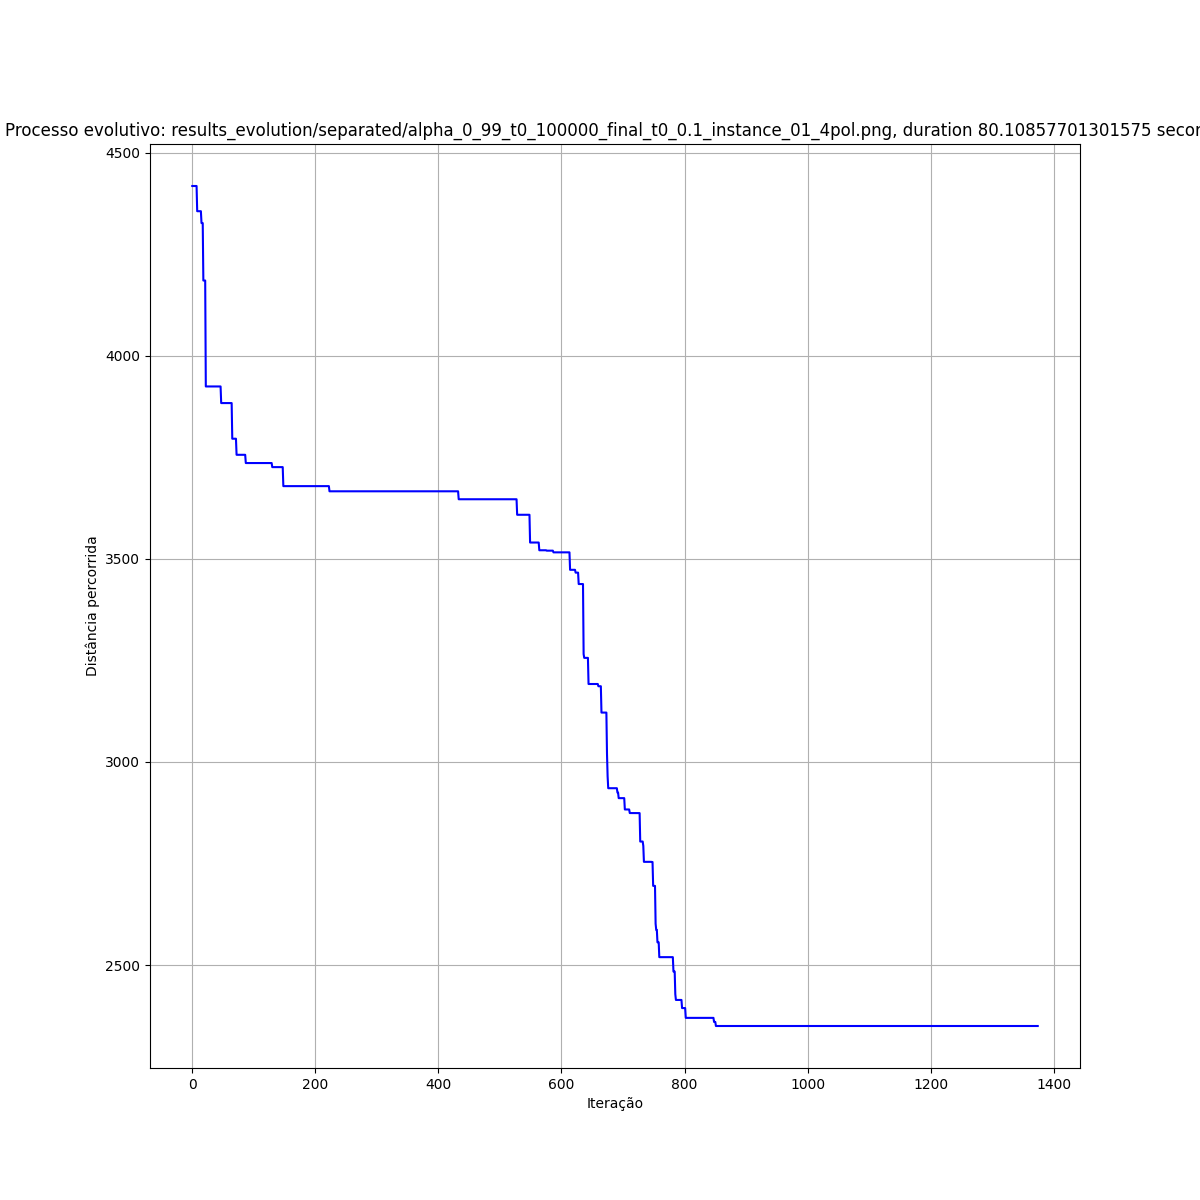 Processo evolutivo: results_evolution/separated/alpha_0_99_t0_100000_final_t0_0.1_instance_01_4pol.png, duration 80.10857701301575 secon
4500
4000
3500
3000
2500
Distância percorrida
0 200 400 600 800 1000 1200 1400
Iteração